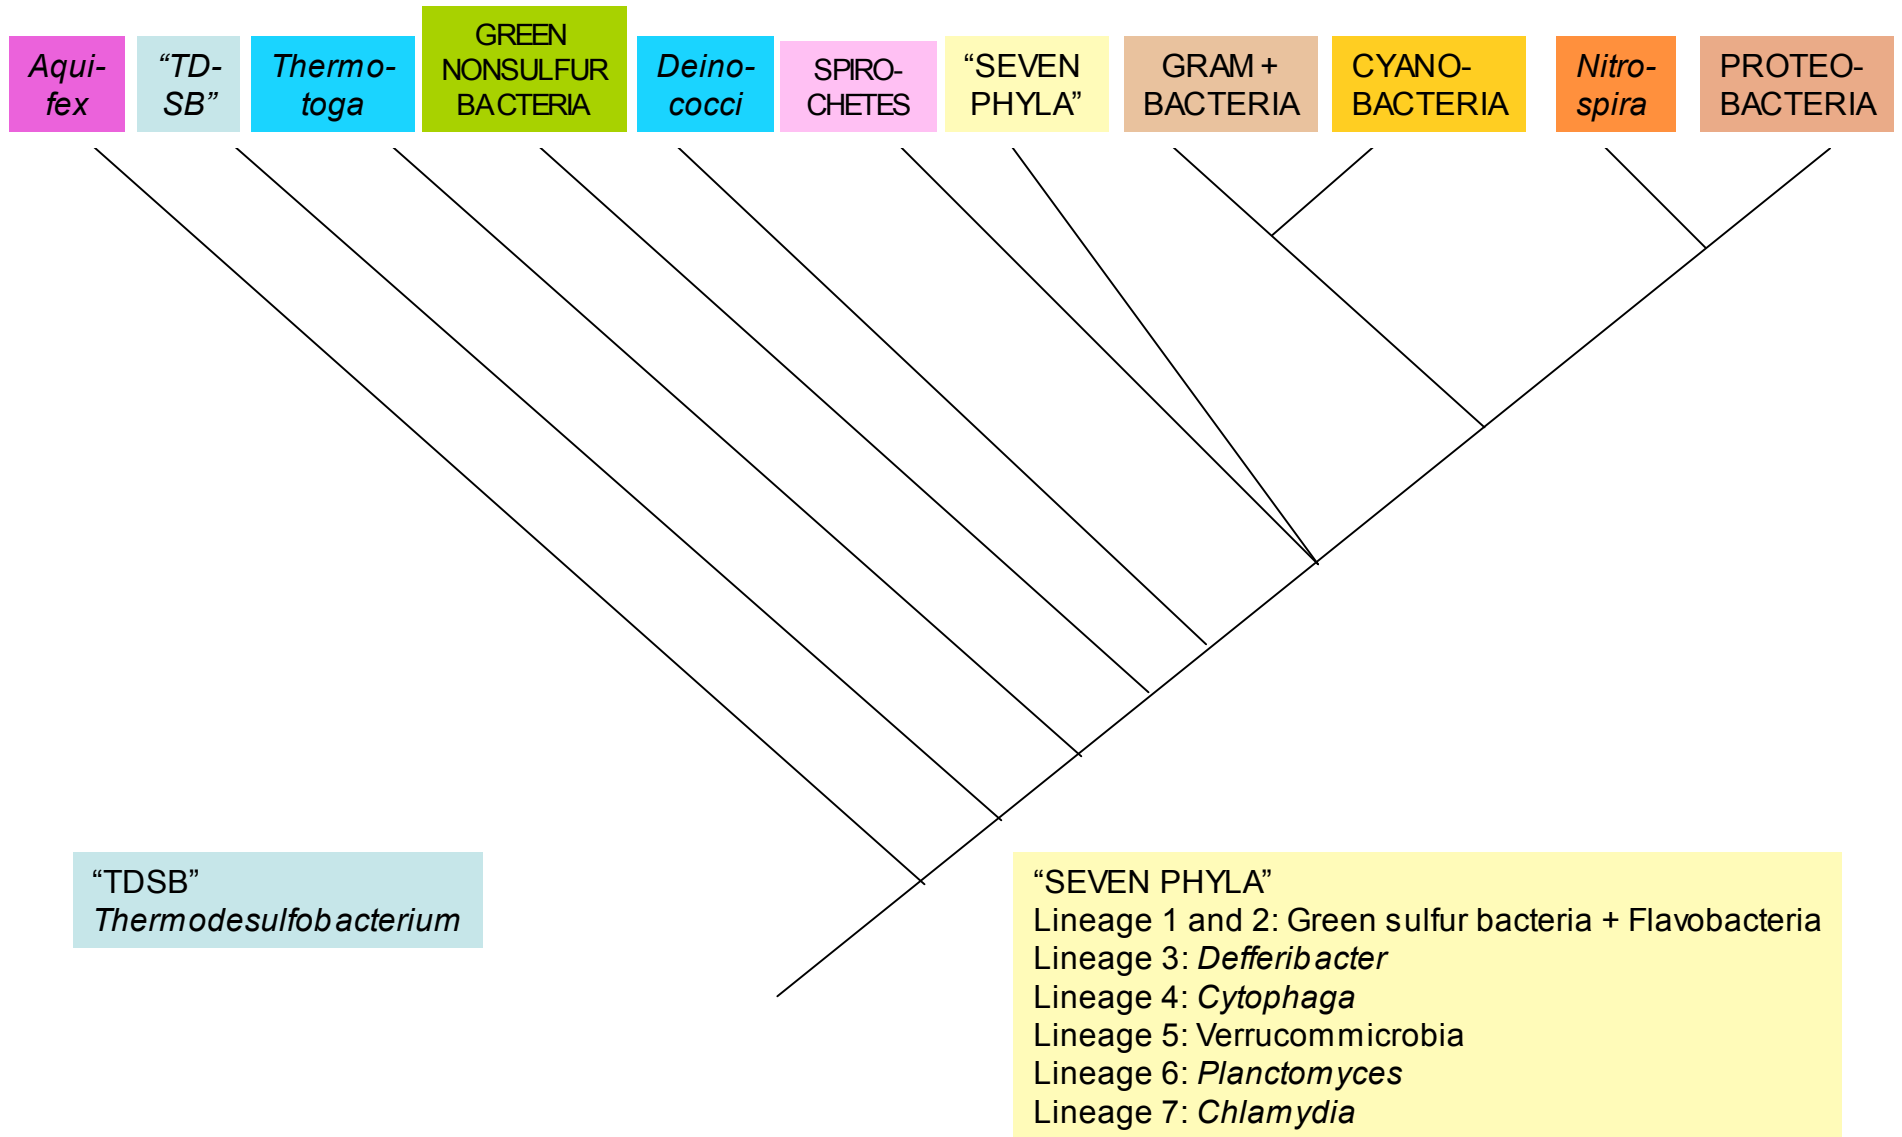 Aqui-
fex
“TD-
SB”
Thermo-
toga
GREEN
NONSULFUR
BACTERIA
Deino-
cocci
SPIRO-
CHETES
“SEVEN
PHYLA”
GRAM +
BACTERIA
CYANO-
BACTERIA
Nitro-
spira
PROTEO-
BACTERIA
“TDSB”
Thermodesulfobacterium
“SEVEN PHYLA”
Lineage 1 and 2: Green sulfur bacteria + Flavobacteria
Lineage 3: Defferibacter
Lineage 4: Cytophaga
Lineage 5: Verrucommicrobia
Lineage 6: Planctomyces
Lineage 7: Chlamydia